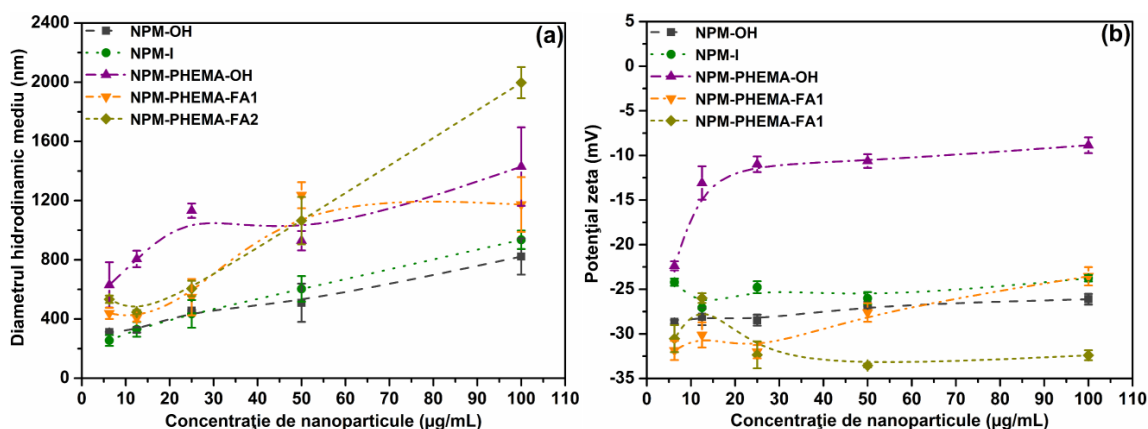 (a)
NPM-OH
NPM-I
NPM-PHEMA-OH
NPM-PHEMA-FA1
NPM-PHEMA-FA2
Diametrul hidrodinamic mediu (nm)
2400
2000
1600
1200
800
400
0
0 10 20 30 40 50 60 70 80 90 100 110
Concentraţie de nanoparticule (µg/mL)
(b)
NPM-OH
NPM-I
NPM-PHEMA-OH
NPM-PHEMA-FA1
NPM-PHEMA-FA1
Potenţial zeta (mV)
5
0
-5
-10
-15
-20
-25
-30
-35
0 10 20 30 40 50 60 70 80 90 100 110
Concentraţie de nanoparticule (µg/mL)